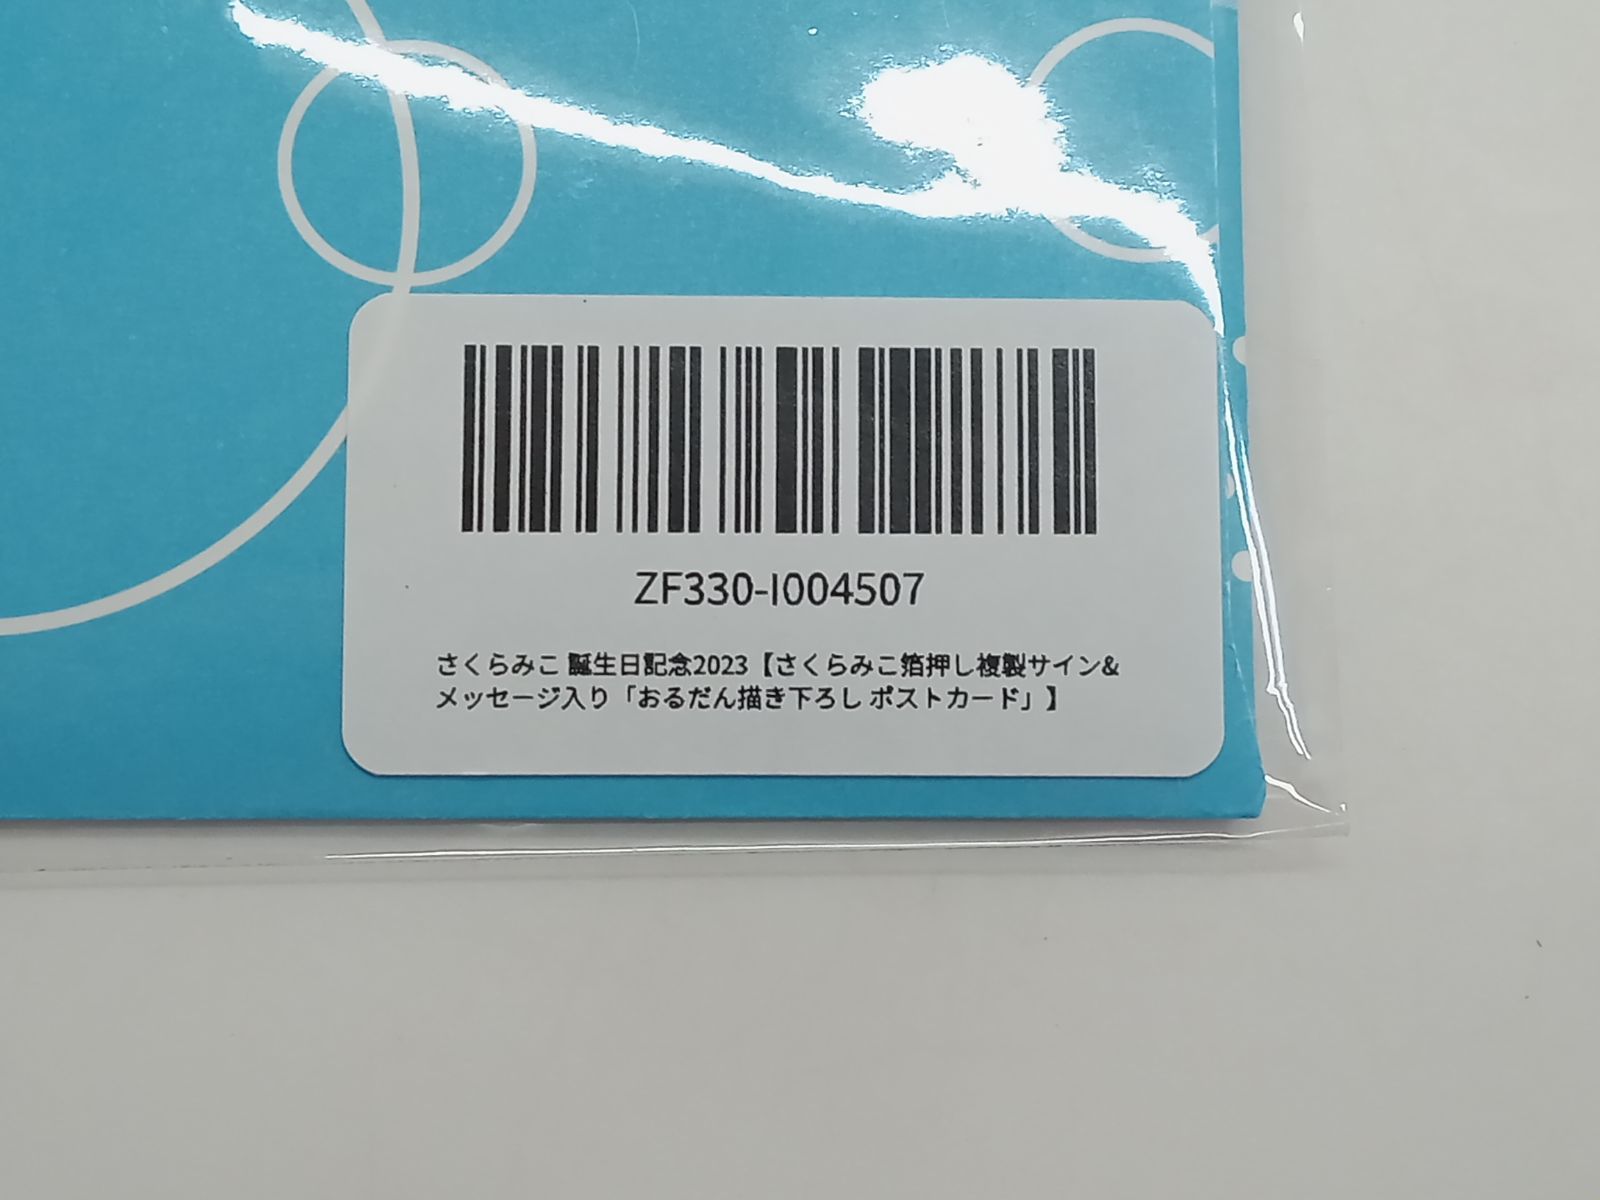 ZF330-I004507
さくらみこ 誕生日記念2023【さくらみこ箔押し複製サイン&
メッセージ入り「おるだん描き下ろし ポストカード」】